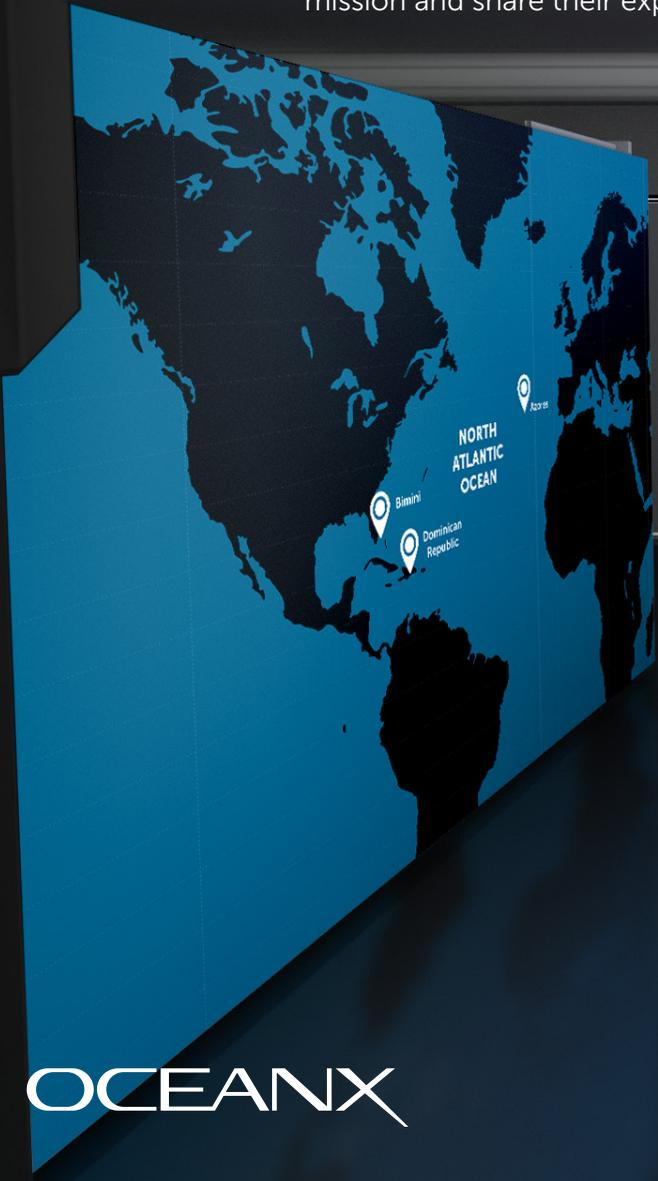 mission and share their exp
Azores
NORTH
ATLANTIC
OCEAN
Bimini
Dominican
Republic
OCEANX